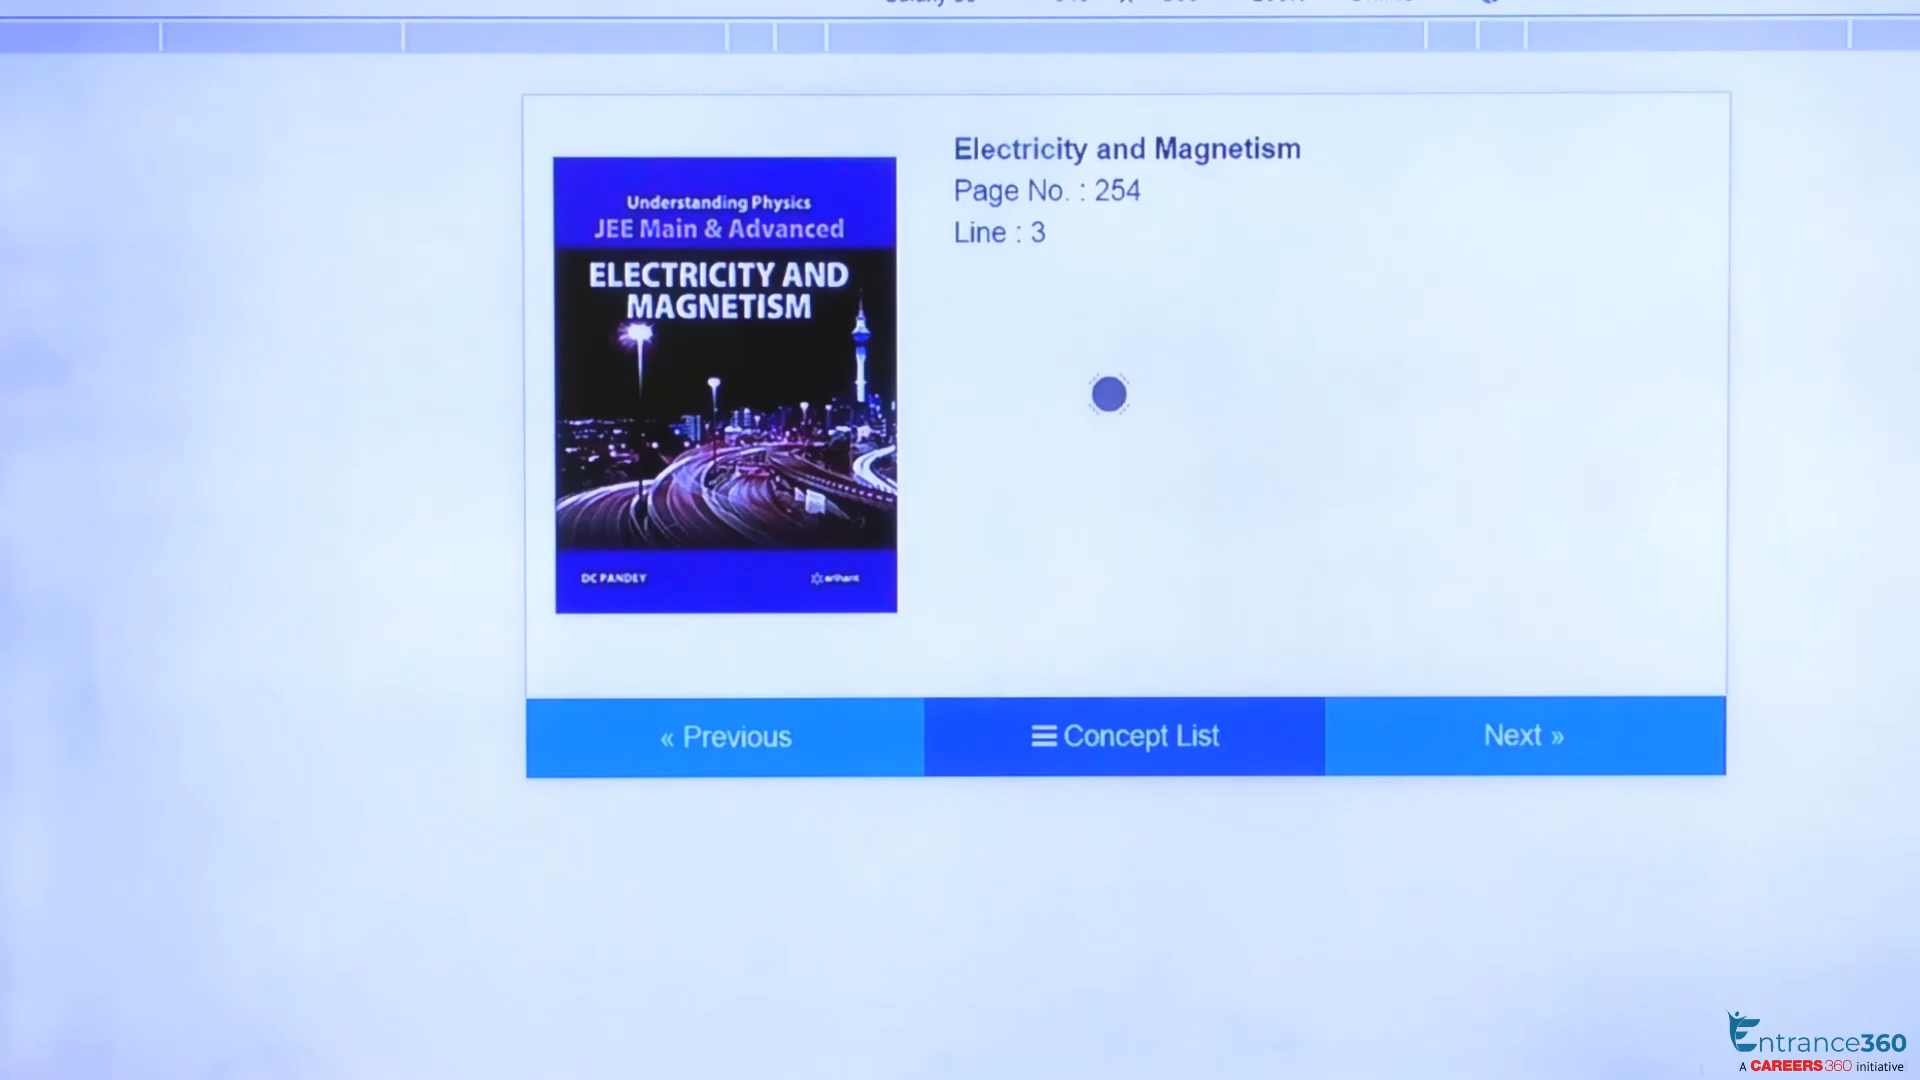 Electricity and Magnetism
Page No. : 254
Line : 3
Understanding Physics
JEE Main & Advanced
ELECTRICITY AND
MAGNETISM
DC PANDEY
arihant
« Previous
Concept List
Next »
Entrance360
A CAREERS360 initiative